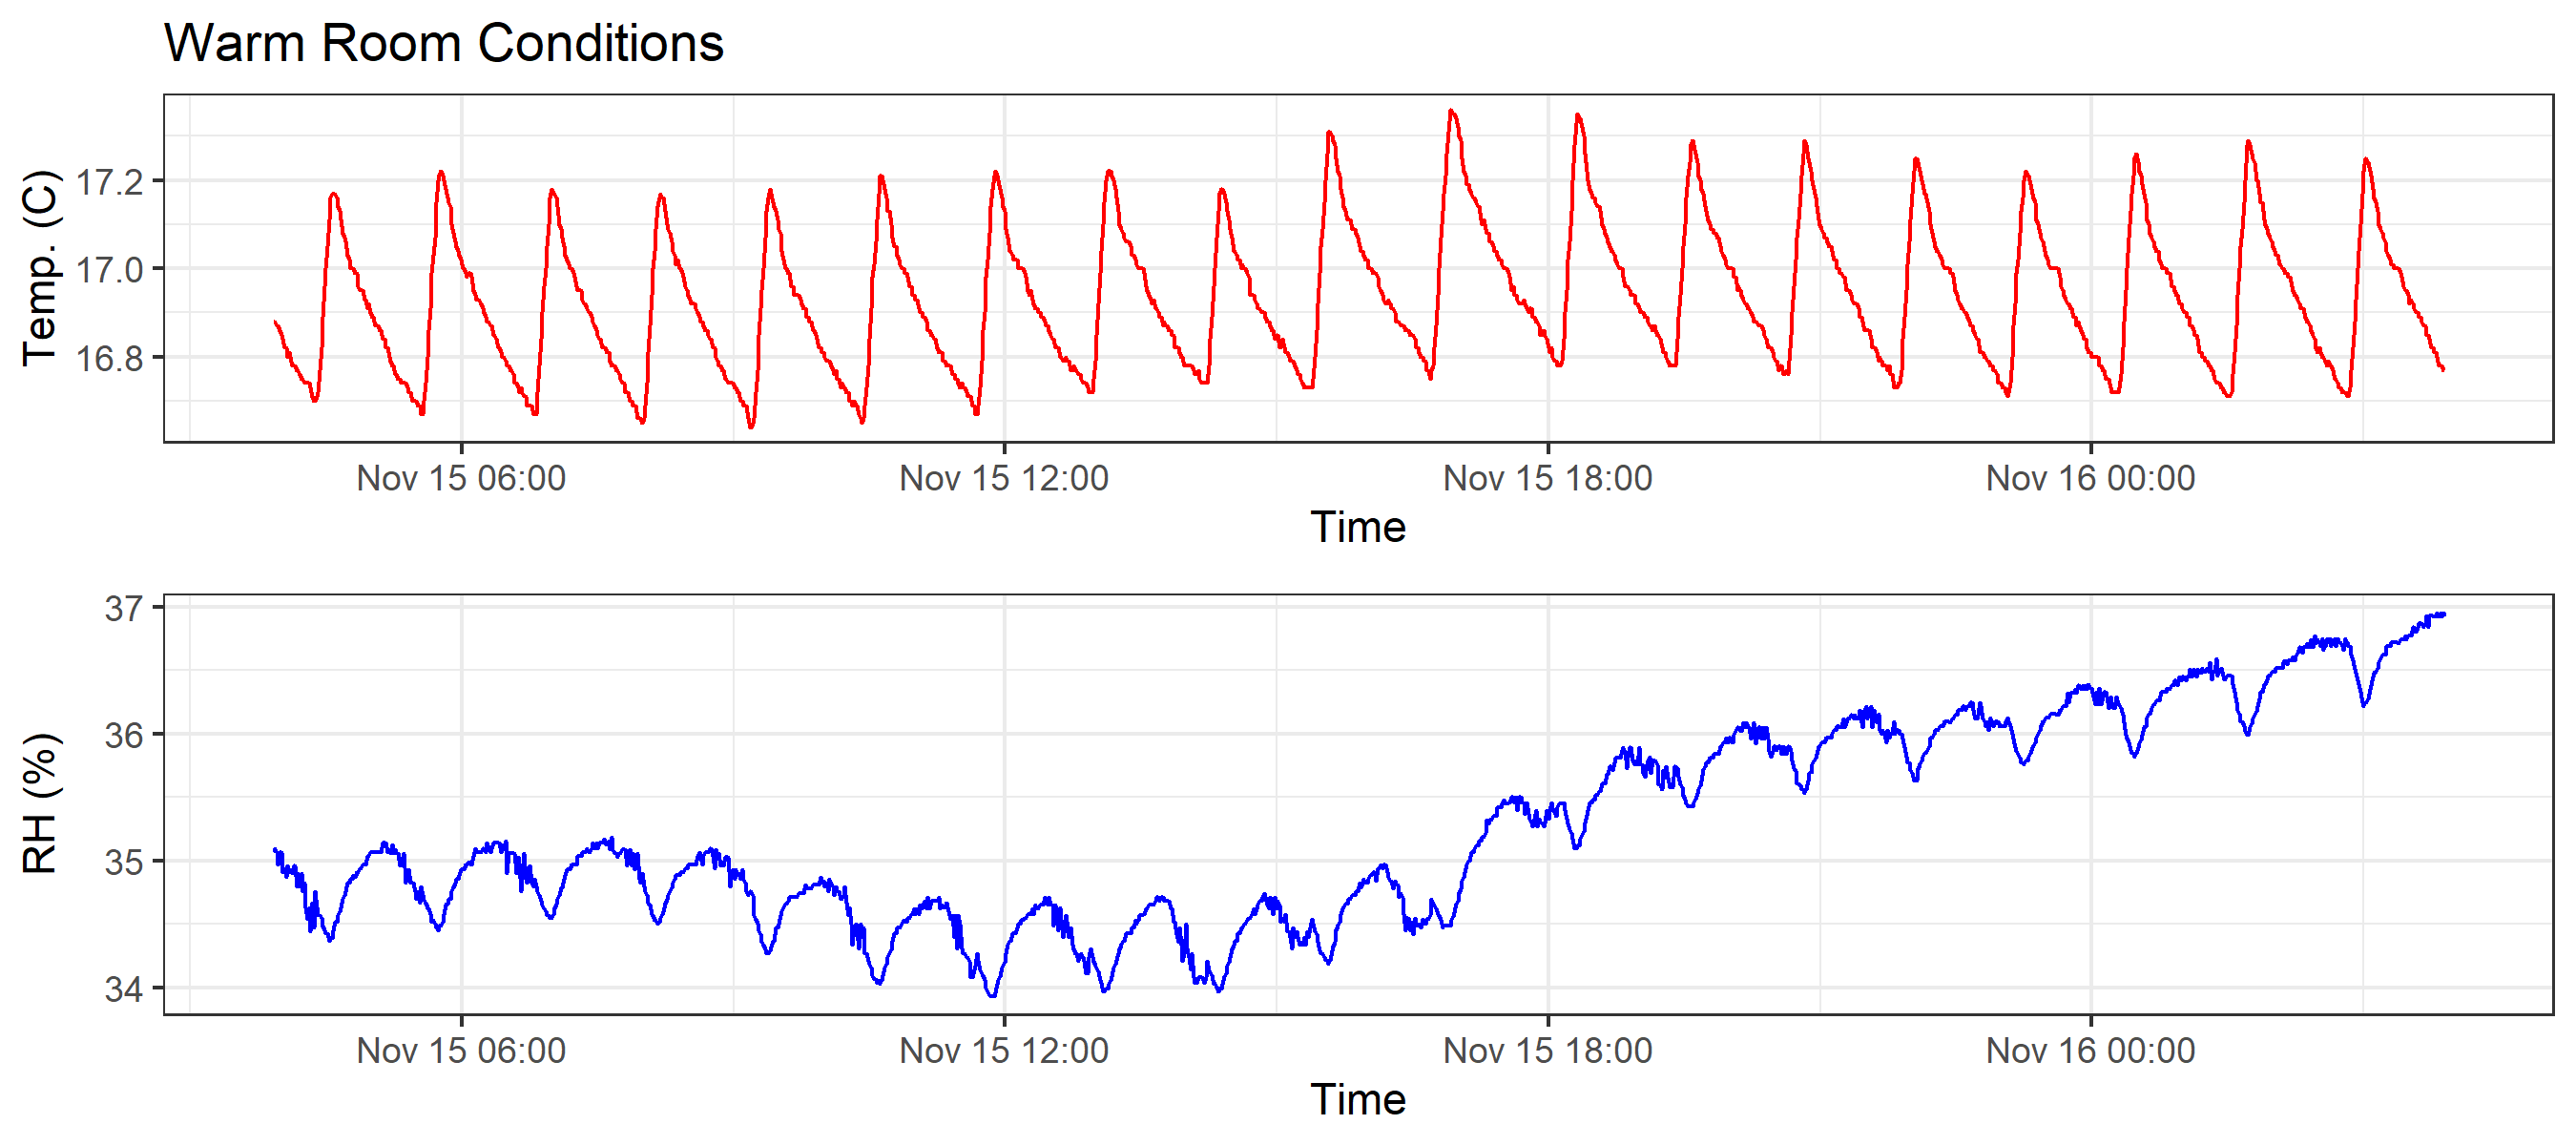 Warm Room Conditions
Temp. (C)
17.2
17.0
16.8
Nov 15 06:00 Nov 15 12:00 Nov 15 18:00 Nov 16 00:00
Time
RH (%)
37
36
35
34
Nov 15 06:00 Nov 15 12:00 Nov 15 18:00 Nov 16 00:00
Time